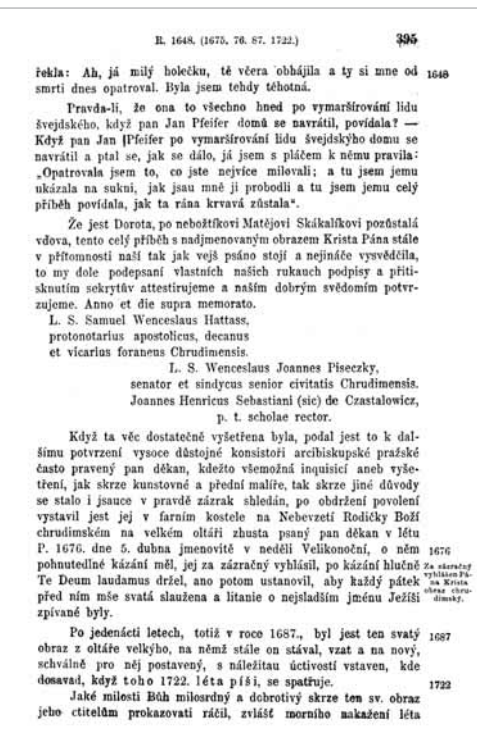 R. 1648. (1675. 76. 87. 1722.) 395
řekla: Ah, já milý holečku, tě včera obhájila a ty si mne od 1648
smrti dnes opatroval. Byla jsem tehdy těhotná.
Pravda-li, že ona to všechno hned po vymaršírování lidu
švejdského, když pan Jan Pfeifer domů se navrátil, povídala? —
Když pan Jan Pfeifer po vymaršírování lidu švejdskýho domu se
navrátil a ptal se, jak se dálo, já jsem s pláčem k němu pravila:
„Opatrovala jsem to, co jste nejvíce milovali; a tu jsem jemu
ukázala na sukni, jak jsau mně ji probodli a tu jsem jemu celý
příběh povídala, jak ta rána krvavá zůstala“.
Že jest Dorota, po nebožtíkovi Matějovi Skákalíkovi pozůstalá
vdova, tento celý příběh s nadjmenovaným obrazem Krista Pána stále
v přítomnosti naší tak jak vejš psáno stojí a nejináče vysvědčila,
to my dole podepsaní vlastních našich rukauch podpisy a přiti-
sknutím sekrytův attestirujeme a naším dobrým svědomím potvr-
zujeme. Anno et die supra memorato.
L. S. Samuel Wenceslaus Hattass,
protonotarius apostolicus, decanus
et vicarius foraneus Chrudimensis.
L. S. Wenceslaus Joannes Piseczky,
senator et sindycus senior civitatis Chrudimensis.
Joannes Henricus Sebastiani (sic) de Czastalowicz,
p. t. scholae rector.
Když ta věc dostatečně vyšetřena byla, podal jest to k dal-
šímu potvrzení vysoce důstojné konsistoři arcibiskupské pražské
často pravený pan děkan, kdežto všemožná inquisicí aneb vyše-
tření, jak skrze kunstovné a přední malíře, tak skrze jiné důvody
se stalo i jsauce v pravdě zázrak shledán, po obdržení povolení
vystavil jest jej v farním kostele na Nebevzetí Rodičky Boží
chrudimském na velkém oltáři zhusta psaný pan děkan v létu
P. 1676. dne 5. dubna jmenovitě v neděli Velikonoční, o něm 1676
pohnutedlné kázání měl, jej za zázračný vyhlásil, po kázání hlučně Za zázračný
Te Deum laudamus držel, ano potom ustanovil, aby každý pátek vyhlášen Pá-
na Krista
před ním mše svatá slaužena a litanie o nejsladším jménu Ježíši obraz chru-
dimský.
zpívané byly.
Po jedenácti letech, totiž v roce 1687., byl jest ten svatý 1687
obraz z oltáře velkýho, na němž stále on stával, vzat a na nový,
schválně pro něj postavený, s náležitau úctivostí vstaven, kde
dosavad, když toho 1722. léta píši, se spatřuje. 1722
Jaké milosti Bůh milosrdný a dobrotivý skrze ten sv. obraz
jeho ctitelům prokazovati ráčil, zvlášť morního nakažení léta